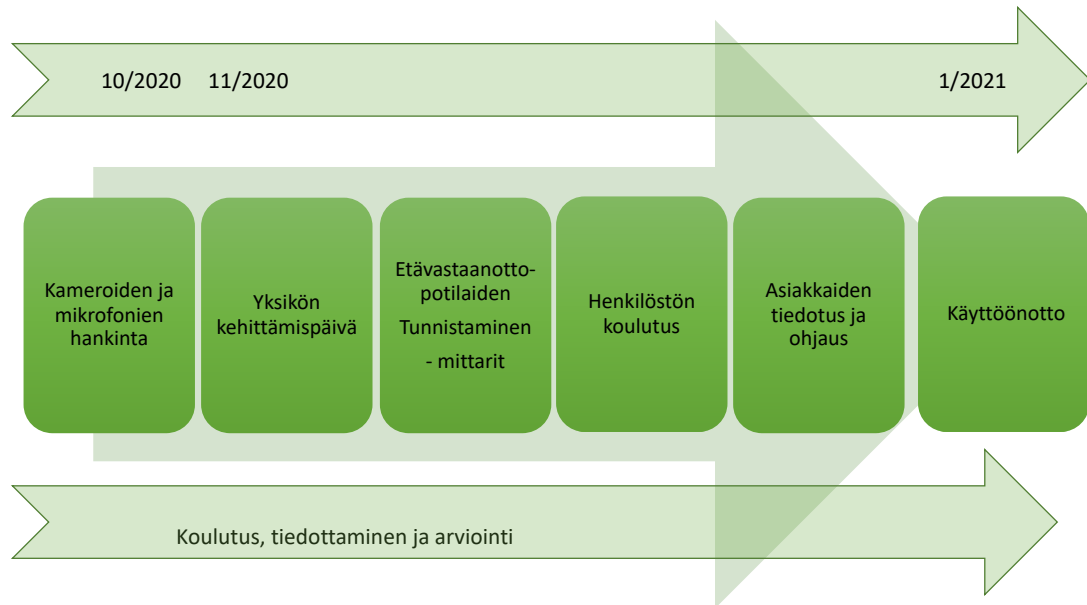 10/2020 11/2020 1/2021
Kameroiden ja
mikrofonien
hankinta
Yksikön
kehittämispäivä
Etävastaanotto-
potilaiden
Tunnistaminen
- mittarit
Henkilöstön
koulutus
Asiakkaiden
tiedotus ja
ohjaus
Käyttöönotto
Koulutus, tiedottaminen ja arviointi